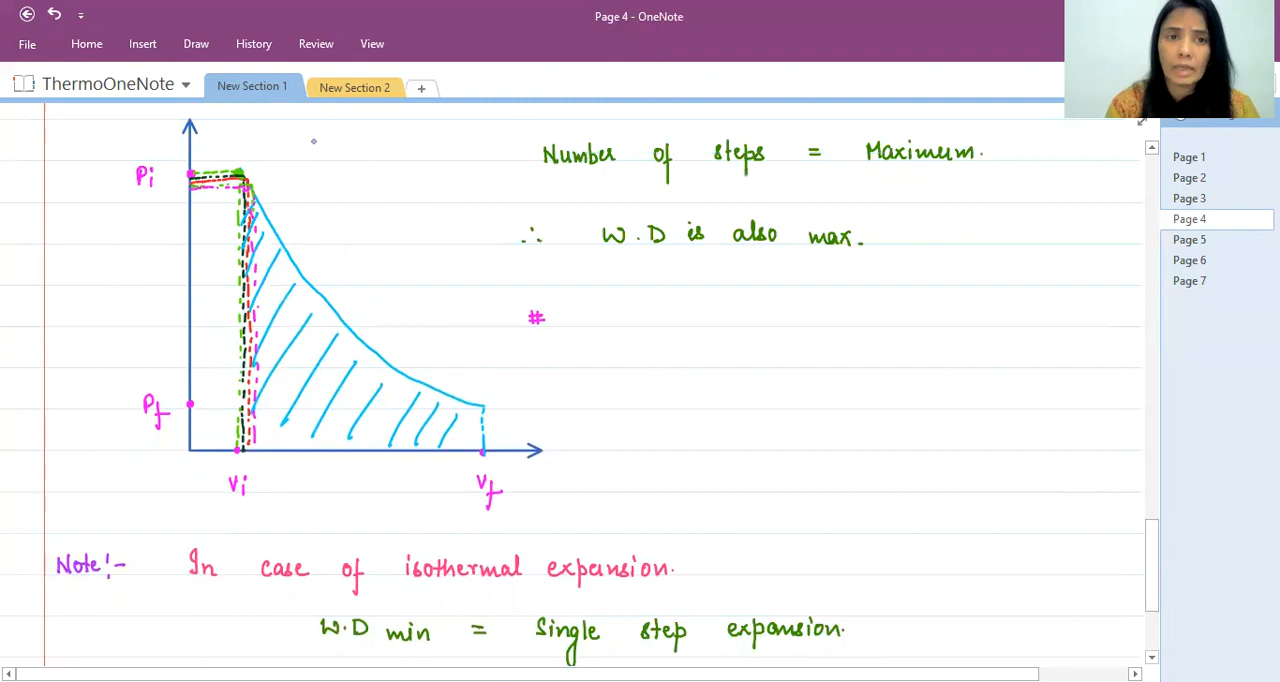 Page 4 - OneNote
File Home Insert Draw History Review View
ThermoOneNote New Section 1 New Section 2 +
Number of steps = Maximum.
Pi
∴ W.D is also max.
#
Pf
Vi Vf
Note:- In case of isothermal expansion.
W.D min = Single step expansion.
Page 1
Page 2
Page 3
Page 4
Page 5
Page 6
Page 7